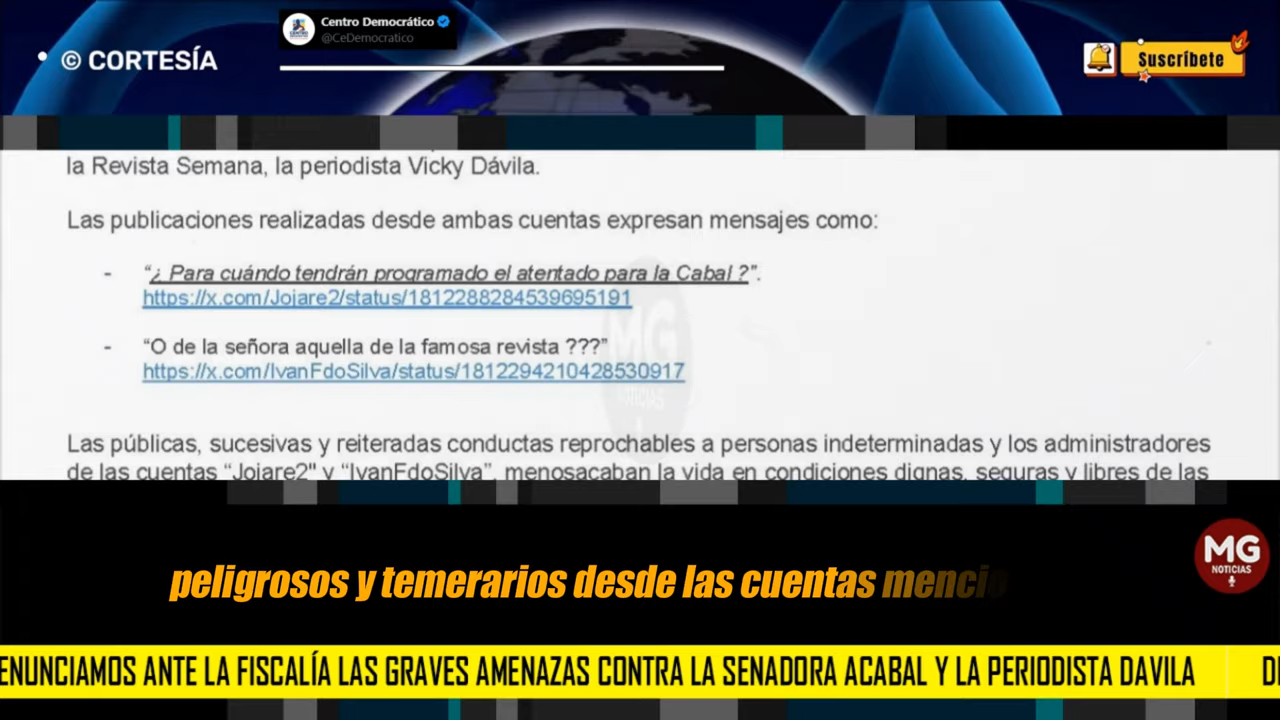 Centro Democrático
@CeDemocratico
© CORTESÍA
Suscríbete
la Revista Semana, la periodista Vicky Dávila.
Las publicaciones realizadas desde ambas cuentas expresan mensajes como:
- “¿ Para cuándo tendrán programado el atentado para la Cabal ?”.
https://x.com/Jojare2/status/1812288284539695191
- “O de la señora aquella de la famosa revista ???”
https://x.com/IvanFdoSilva/status/1812294210428530917
Las públicas, sucesivas y reiteradas conductas reprochables a personas indeterminadas y los administradores
de las cuentas “Jojare2" y “IvanFdoSilva”, menosacaban la vida en condiciones dignas, seguras y libres de las
MG
NOTICIAS
peligrosos y temerarios desde las cuentas mencio
MG
NOTICIAS
ENUNCIAMOS ANTE LA FISCALÍA LAS GRAVES AMENAZAS CONTRA LA SENADORA ACABAL Y LA PERIODISTA DAVILA